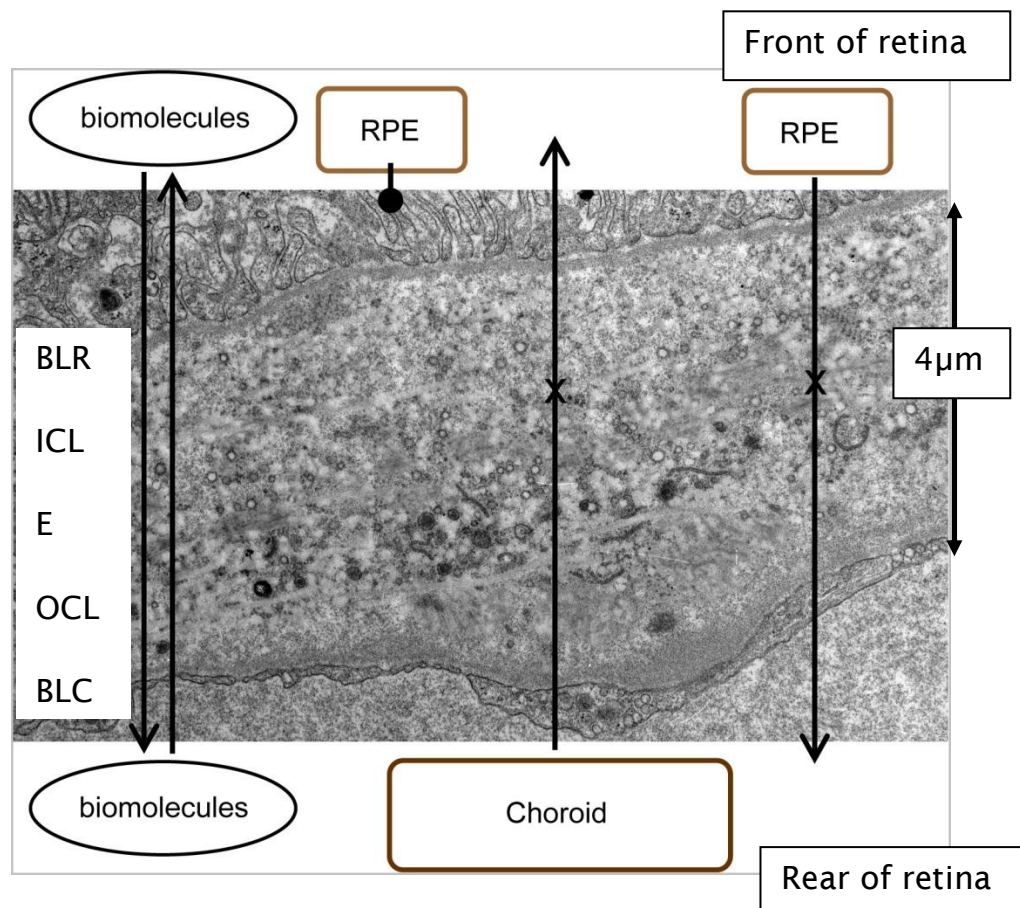 Front of retina
biomolecules
RPE
RPE
BLR
4µm
X
X
ICL
E
OCL
BLC
biomolecules
Choroid
Rear of retina